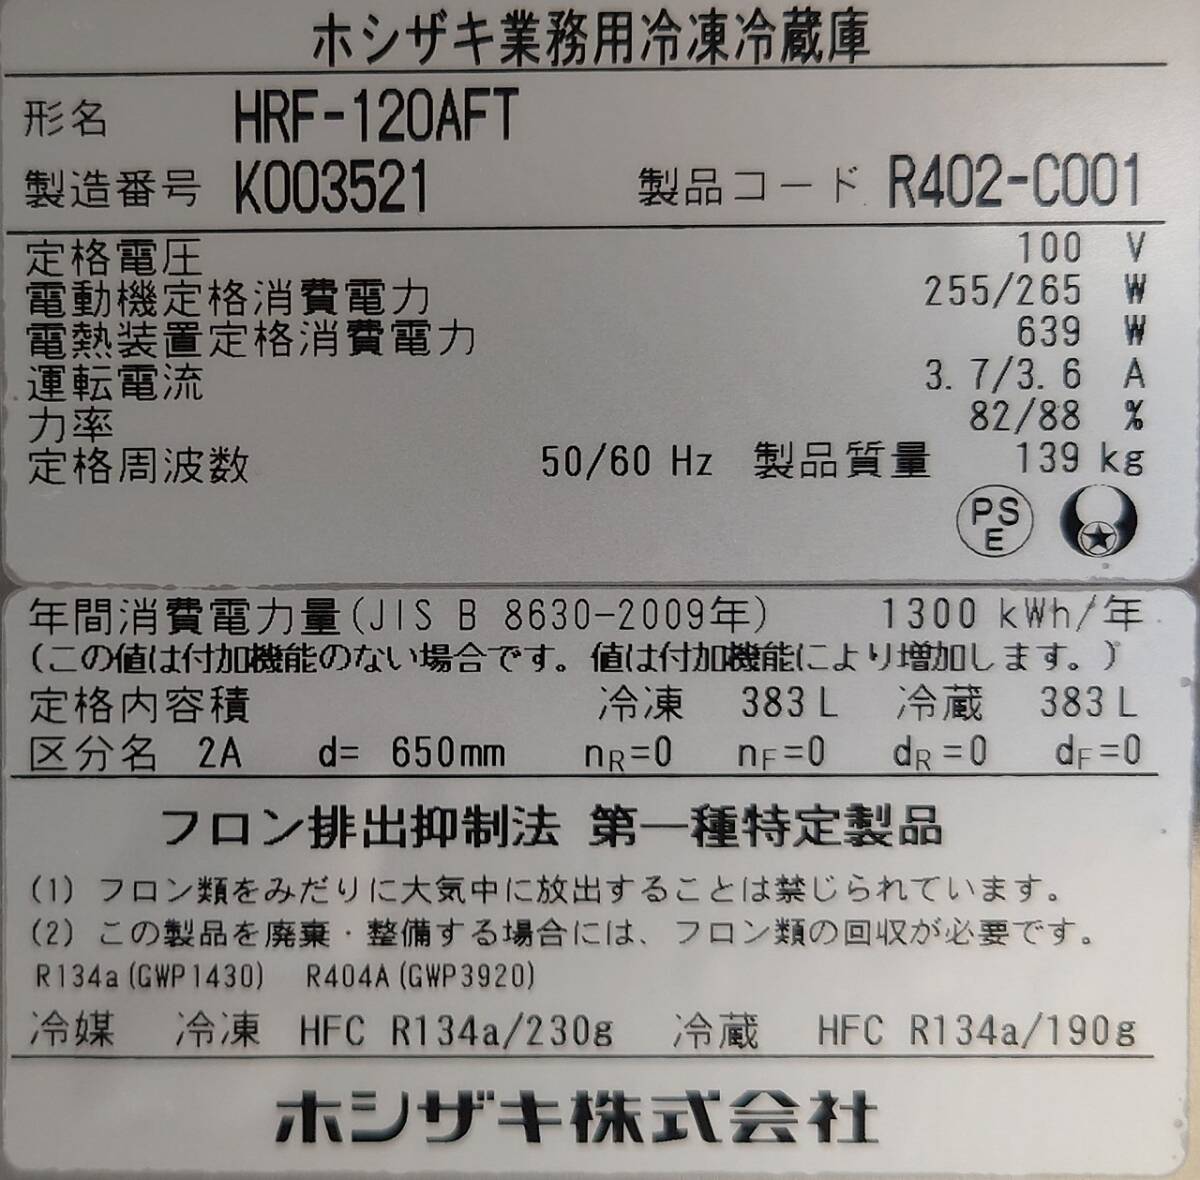 ホシザキ業務用冷凍冷蔵庫
形名 HRF-120AFT
製造番号 K003521 製品コード R402-C001
定格電圧 100 V
電動機定格消費電力 255/265 W
電熱装置定格消費電力 639 W
運転電流 3.7/3.6 A
力率 82/88 %
定格周波数 50/60 Hz 製品質量 139 kg
PS
E
年間消費電力量(JIS B 8630-2009年) 1300 kWh/年
(この値は付加機能のない場合です。値は付加機能により増加します。)
定格内容積 冷凍 383 L 冷蔵 383 L
区分名 2A d= 650mm nR=0 nF=0 dR=0 dF=0
フロン排出抑制法 第一種特定製品
(1) フロン類をみだりに大気中に放出することは禁じられています。
(2) この製品を廃棄・整備する場合には、フロン類の回収が必要です。
R134a(GWP1430) R404A(GWP3920)
冷媒 冷凍 HFC R134a/230g 冷蔵 HFC R134a/190g
ホシザキ株式会社